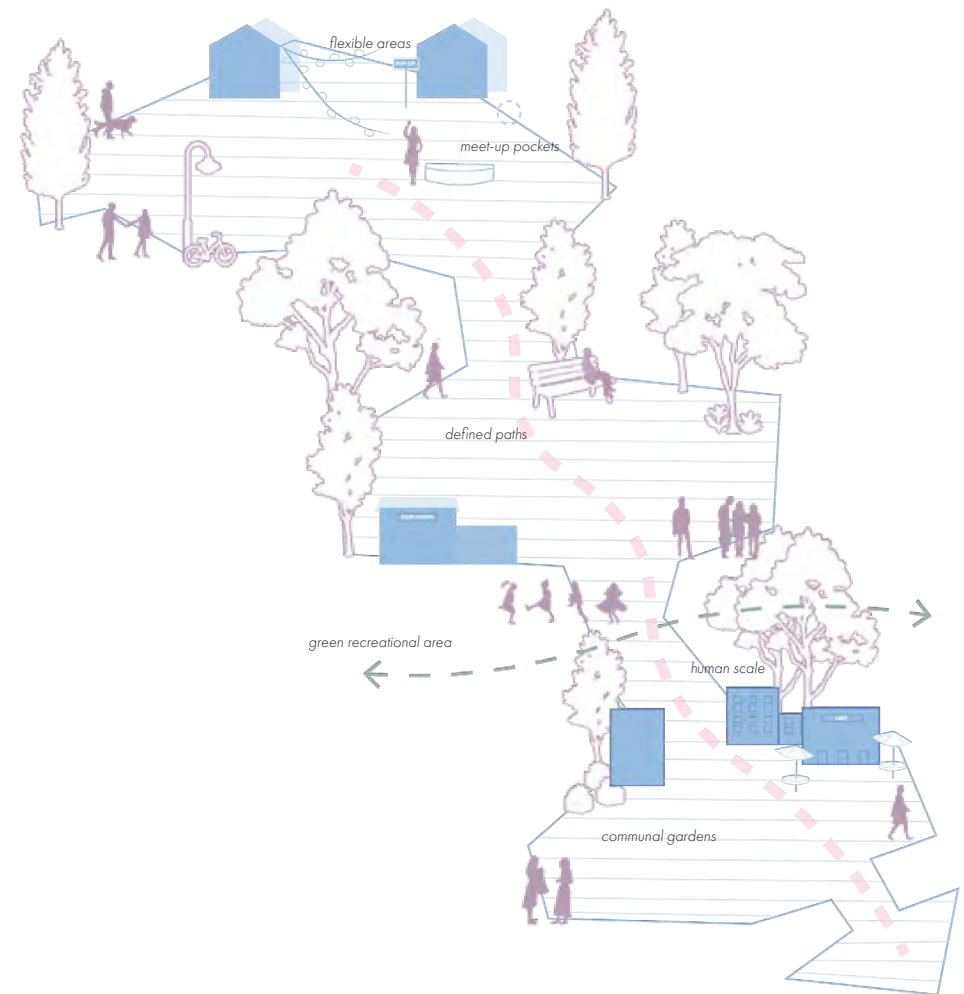 flexible areas
meet-up pockets
defined paths
green recreational area
human scale
communal gardens